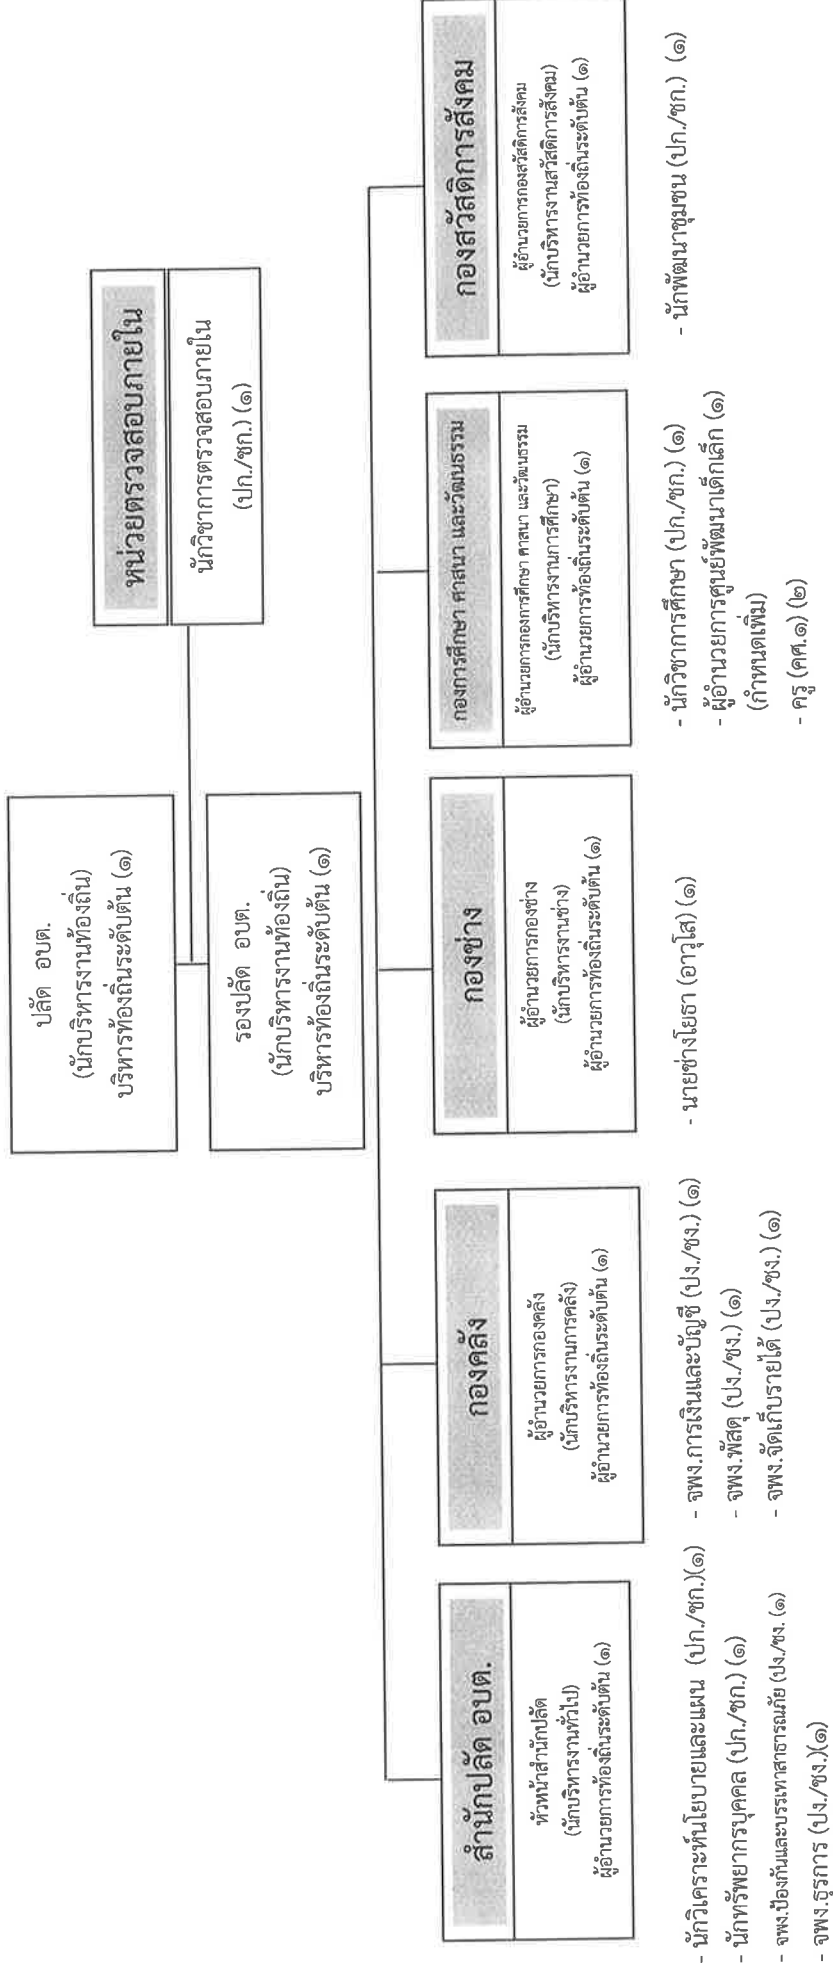 ปลัด อบต.
(นักบริหารงานท้องถิ่น)
บริหารท้องถิ่นระดับต้น (๑)
รองปลัด อบต.
(นักบริหารงานท้องถิ่น)
บริหารท้องถิ่นระดับต้น (๑)
หน่วยตรวจสอบภายใน
นักวิชาการตรวจสอบภายใน
(ปก./ชก.) (๑)
สำนักปลัด อบต.
หัวหน้าสำนักปลัด
(นักบริหารงานทั่วไป)
ผู้อำนวยการท้องถิ่นระดับต้น (๑)
- นักวิเคราะห์นโยบายและแผน (ปก./ชก.)(๑)
- นักทรัพยากรบุคคล (ปก./ชก.) (๑)
- จพง.ป้องกันและบรรเทาสาธารณภัย (ปง./ชง. (๑)
- จพง.ธุรการ (ปง./ชง.)(๑)
กองคลัง
ผู้อำนวยการกองคลัง
(นักบริหารงานการคลัง)
ผู้อำนวยการท้องถิ่นระดับต้น (๑)
- จพง.การเงินและบัญชี (ปง./ชง.) (๑)
- จพง.พัสดุ (ปง./ชง.) (๑)
- จพง.จัดเก็บรายได้ (ปง./ชง.) (๑)
กองช่าง
ผู้อำนวยการกองช่าง
(นักบริหารงานช่าง)
ผู้อำนวยการท้องถิ่นระดับต้น (๑)
- นายช่างโยธา (อาวุโส) (๑)
กองการศึกษา ศาสนา และวัฒนธรรม
ผู้อำนวยการกองการศึกษา ศาสนา และวัฒนธรรม
(นักบริหารงานการศึกษา)
ผู้อำนวยการท้องถิ่นระดับต้น (๑)
- นักวิชาการศึกษา (ปก./ชก.) (๑)
- ผู้อำนวยการศูนย์พัฒนาเด็กเล็ก (๑)
(กำหนดเพิ่ม)
- ครู (คศ.๑) (๒)
กองสวัสดิการสังคม
ผู้อำนวยการกองสวัสดิการสังคม
(นักบริหารงานสวัสดิการสังคม)
ผู้อำนวยการท้องถิ่นระดับต้น (๑)
- นักพัฒนาชุมชน (ปก./ชก.) (๑)